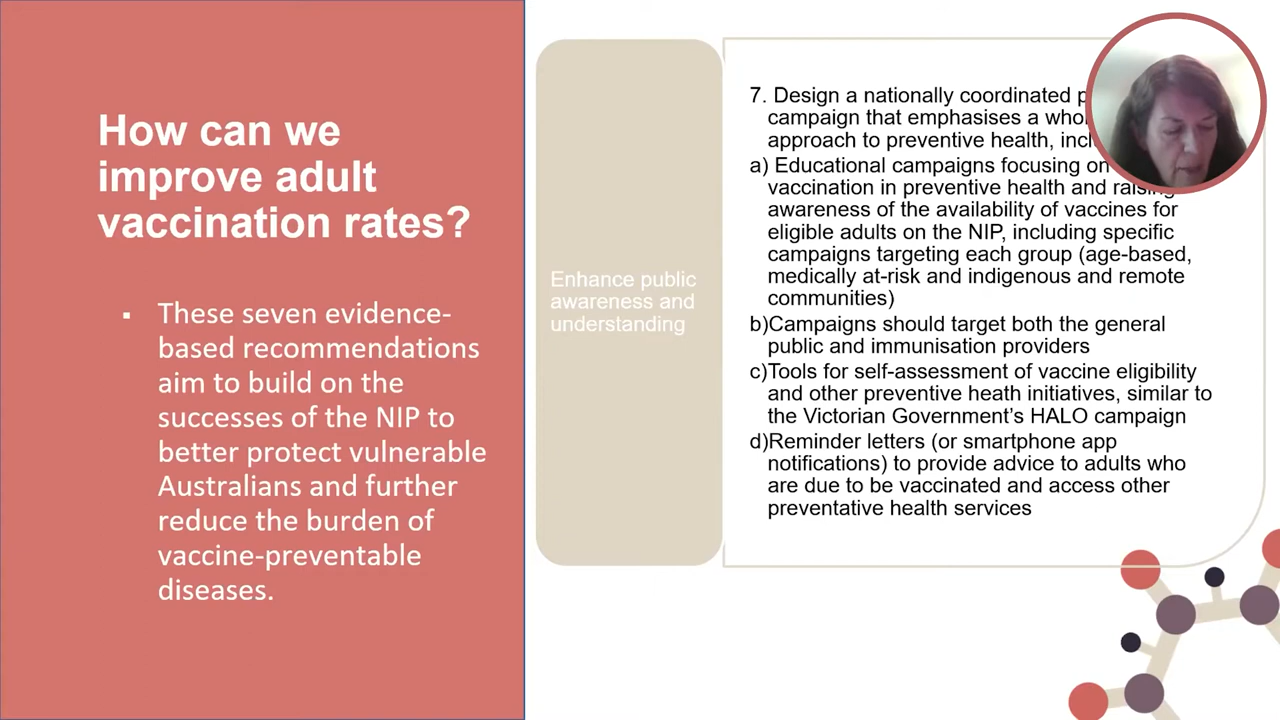 How can we
improve adult
vaccination rates?
▪ These seven evidence-
based recommendations
aim to build on the
successes of the NIP to
better protect vulnerable
Australians and further
reduce the burden of
vaccine-preventable
diseases.
Enhance public
awareness and
understanding
7. Design a nationally coordinated
campaign that emphasises a
approach to preventive health,
a) Educational campaigns focusing on
vaccination in preventive health and raising
awareness of the availability of vaccines for
eligible adults on the NIP, including specific
campaigns targeting each group (age-based,
medically at-risk and indigenous and remote
communities)
b)Campaigns should target both the general
public and immunisation providers
c)Tools for self-assessment of vaccine eligibility
and other preventive heath initiatives, similar to
the Victorian Government’s HALO campaign
d)Reminder letters (or smartphone app
notifications) to provide advice to adults who
are due to be vaccinated and access other
preventative health services